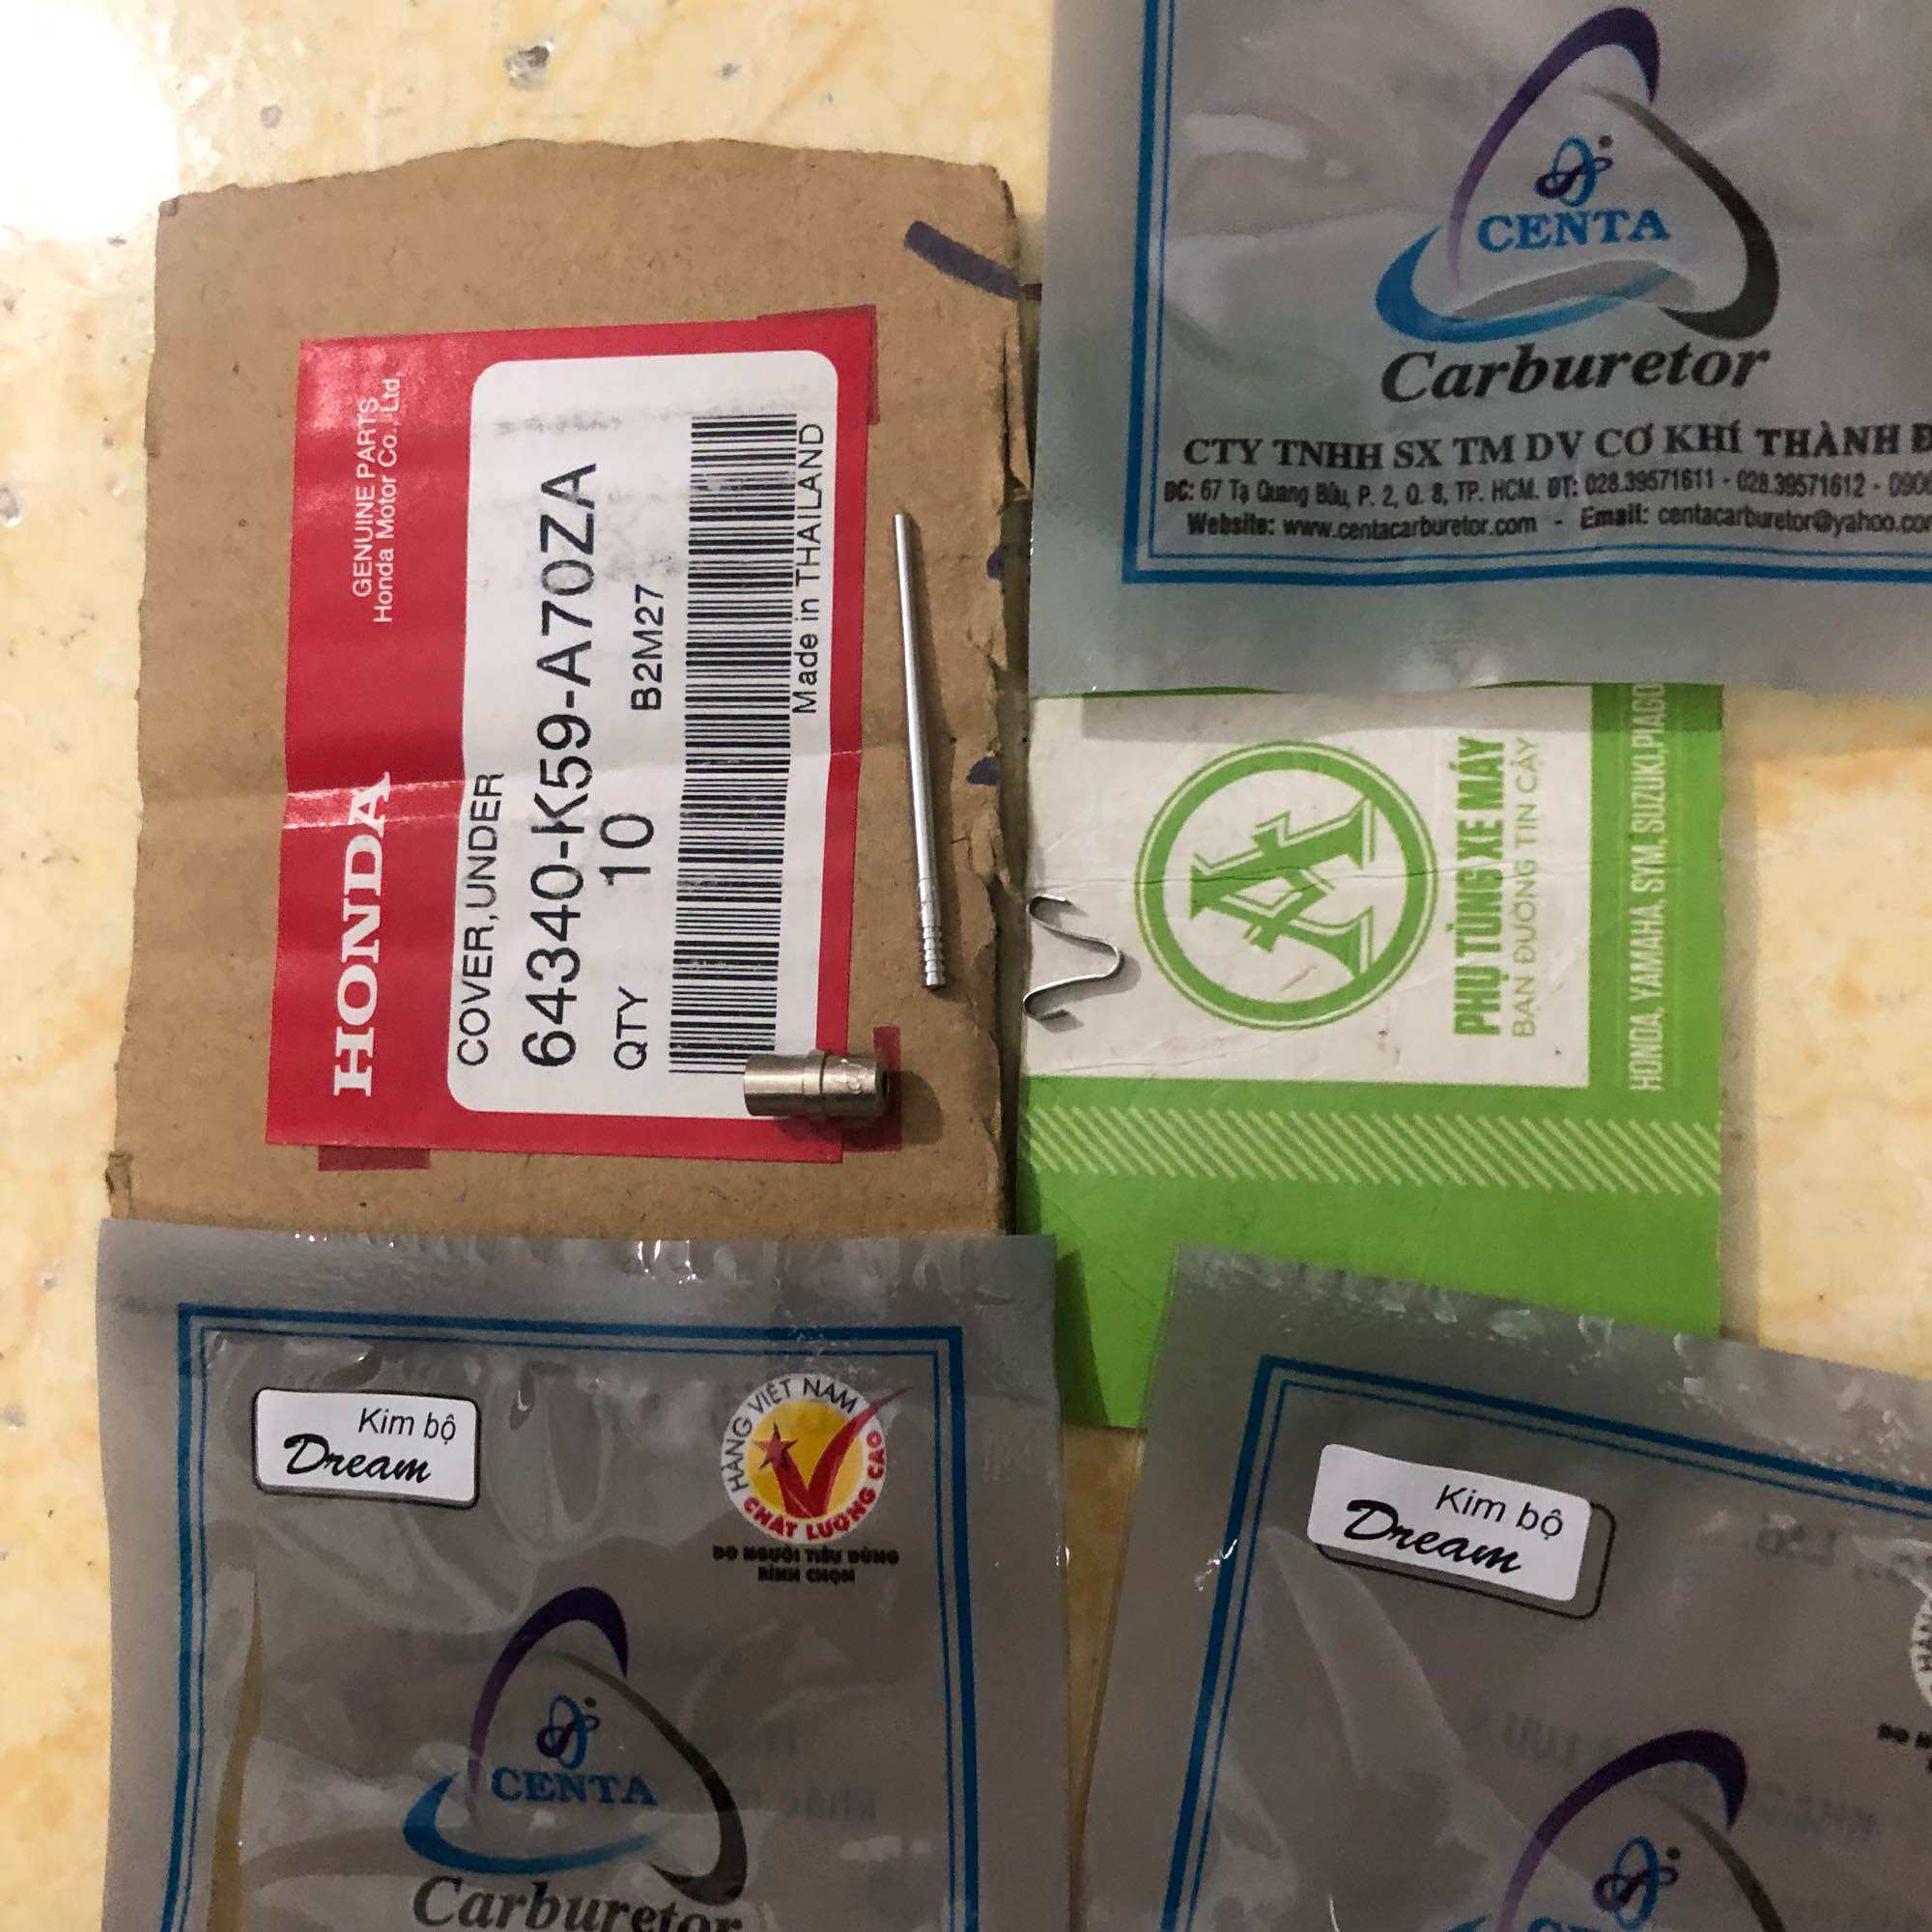 HONDA
GENUINE PARTS
Honda Motor Co., Ltd.
COVER,UNDER
64340-K59-A70ZA
QTY 10 B2M27
Made in THAILAND
CENTA
Carburetor
CTY TNHH SX TM DV CƠ KHÍ THÀNH
ĐC: 67 Tạ Quang Bửu, P. 2, Q. 8, TP. HCM. ĐT: 028.39571611 - 028.39571612 -
Website: www.centacarburetor.com - Email: centacarburetor@yahoo.co
PHỤ TÙNG XE MÁY
BẠN ĐƯỜNG TIN CẬY
HONDA, YAMAHA, SYM, SUZUKI,PIAGO
Kim bộ
Dream
HÀNG VIỆT NAM
CHẤT LƯỢNG CAO
DO NGƯỜI TIÊU DÙNG
BÌNH CHỌN
CENTA
Carburetor
Kim bộ
Dream